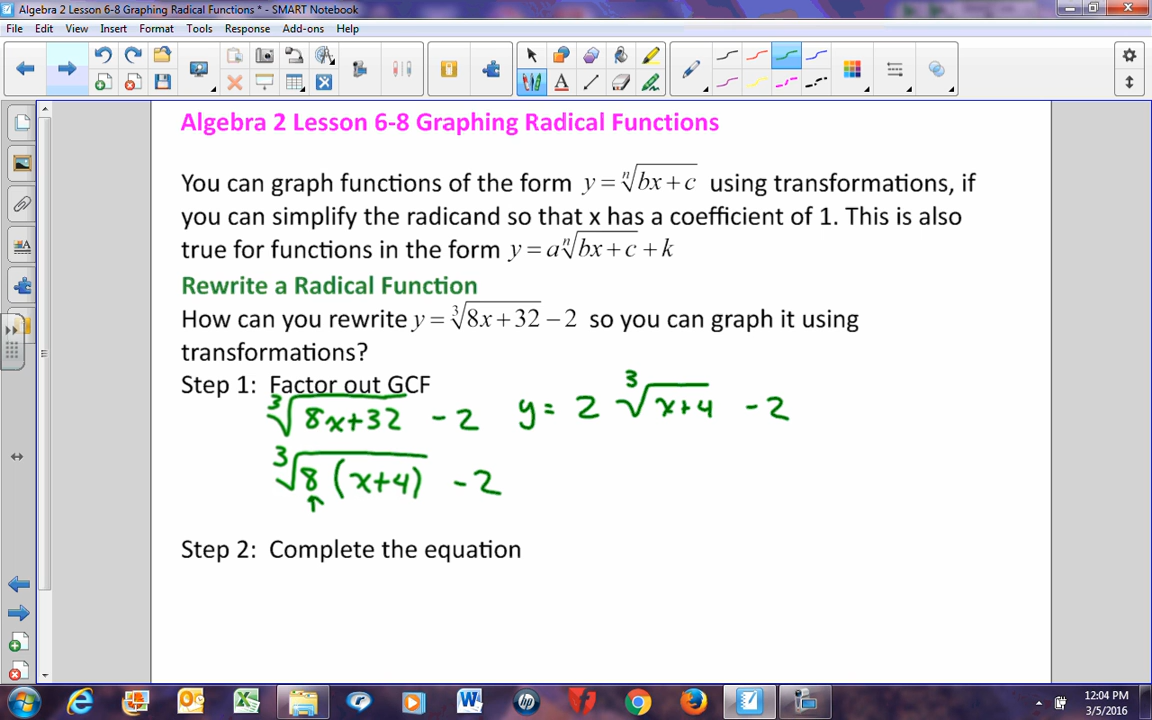 Algebra 2 Lesson 6-8 Graphing Radical Functions * - SMART Notebook
File Edit View Insert Format Tools Response Add-ons Help
Algebra 2 Lesson 6-8 Graphing Radical Functions
You can graph functions of the form y = ⁿ√(bx + c) using transformations, if
you can simplify the radicand so that x has a coefficient of 1. This is also
true for functions in the form y = aⁿ√(bx + c) + k
Rewrite a Radical Function
How can you rewrite y = ³√(8x + 32) − 2 so you can graph it using
transformations?
Step 1: Factor out GCF
³√(8x+32) - 2 y = 2 ³√(x+4) - 2
³√(8(x+4)) - 2
Step 2: Complete the equation
12:04 PM
3/5/2016